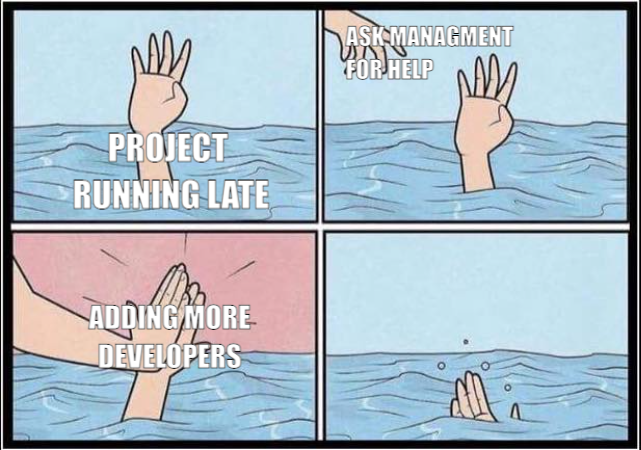 PROJECT
RUNNING LATE
ASK MANAGMENT
FOR HELP
ADDING MORE
DEVELOPERS